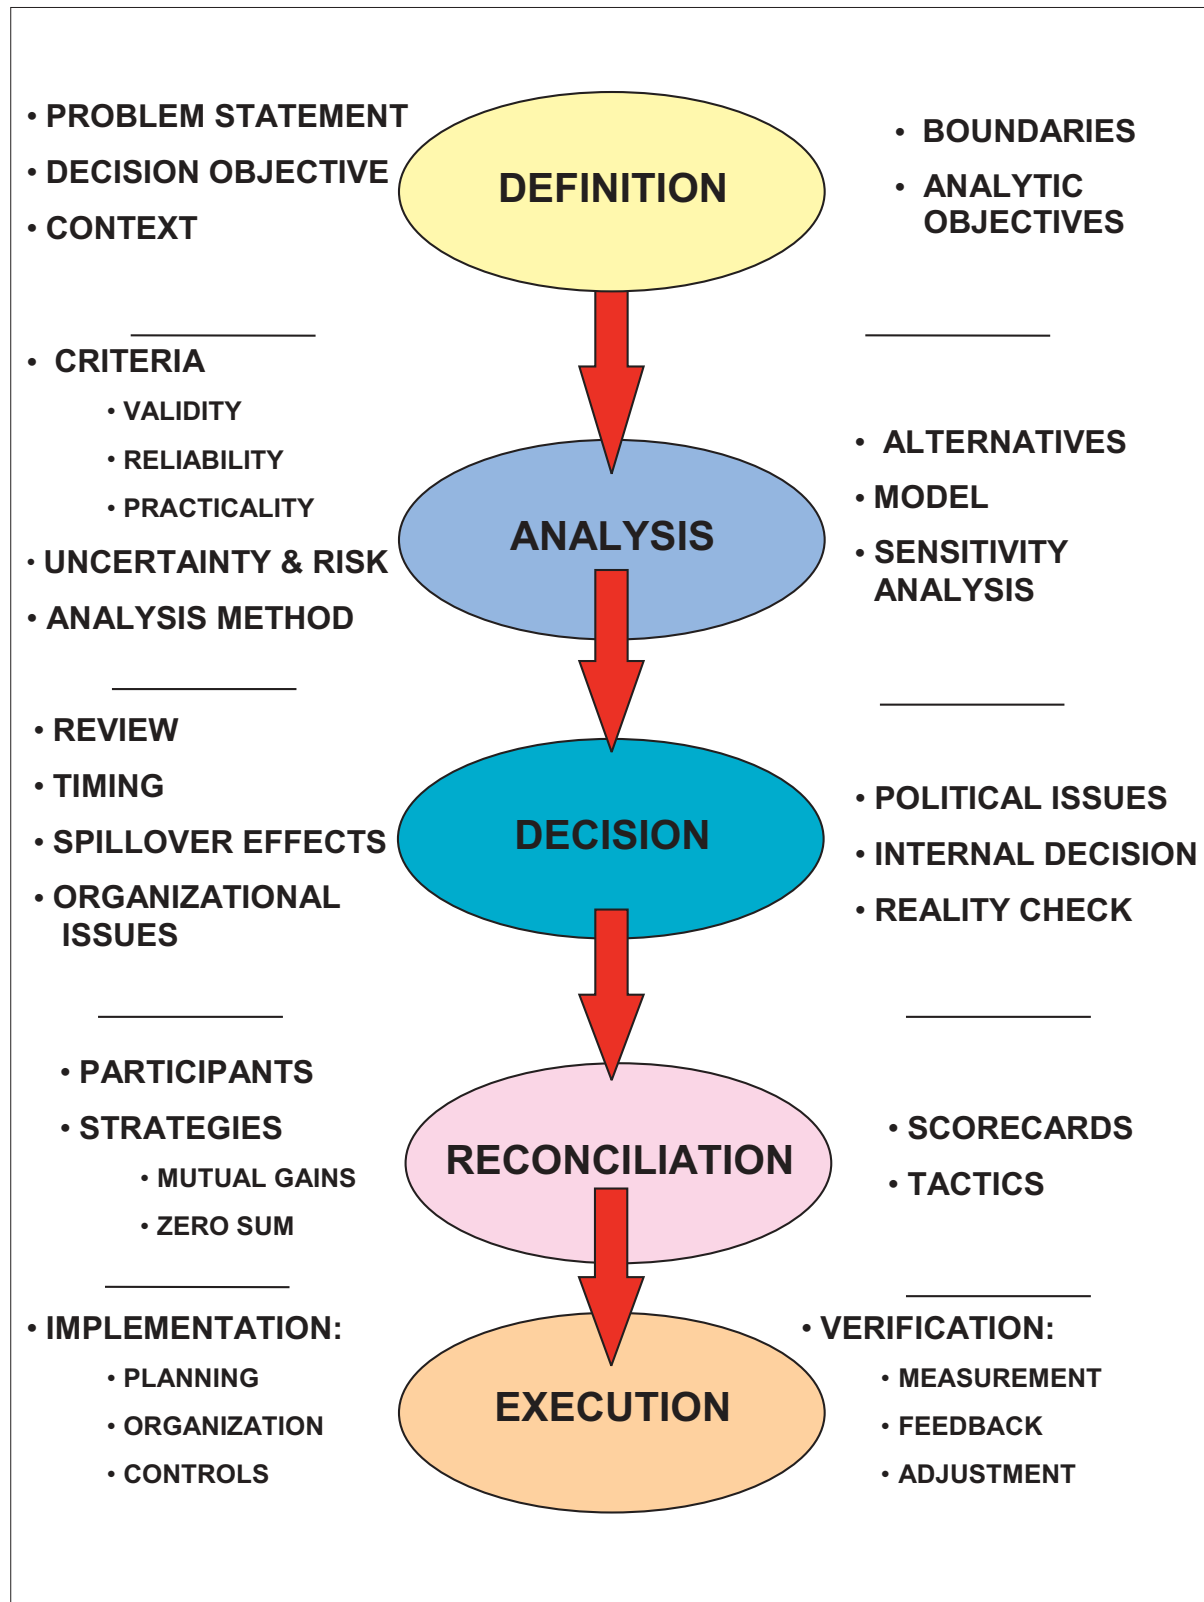 • PROBLEM STATEMENT
• DECISION OBJECTIVE
• CONTEXT
DEFINITION
• BOUNDARIES
• ANALYTIC
OBJECTIVES
• CRITERIA
• VALIDITY
• RELIABILITY
• PRACTICALITY
• UNCERTAINTY & RISK
• ANALYSIS METHOD
ANALYSIS
• ALTERNATIVES
• MODEL
• SENSITIVITY
ANALYSIS
• REVIEW
• TIMING
• SPILLOVER EFFECTS
• ORGANIZATIONAL
ISSUES
DECISION
• POLITICAL ISSUES
• INTERNAL DECISION
• REALITY CHECK
• PARTICIPANTS
• STRATEGIES
• MUTUAL GAINS
• ZERO SUM
RECONCILIATION
• SCORECARDS
• TACTICS
• IMPLEMENTATION:
• PLANNING
• ORGANIZATION
• CONTROLS
EXECUTION
• VERIFICATION:
• MEASUREMENT
• FEEDBACK
• ADJUSTMENT